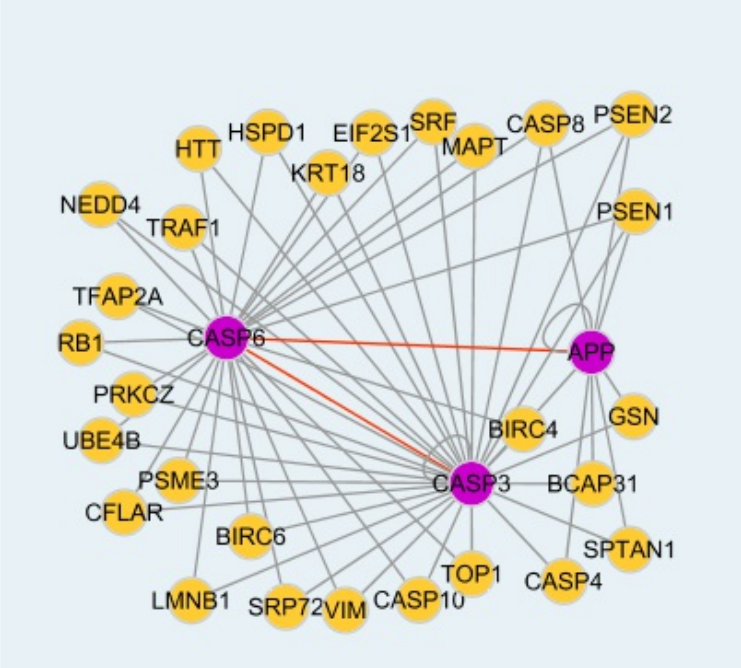 PSEN2
SRF
CASP8
HSPD1
EIF2S1
HTT
MAPT
KRT18
NEDD4
PSEN1
TRAF1
TFAP2A
CASP6
RB1
APP
PRKCZ
GSN
BIRC4
UBE4B
PSME3
CASP3
BCAP31
CFLAR
BIRC6
SPTAN1
TOP1
CASP4
LMNB1
SRP72
VIM
CASP10